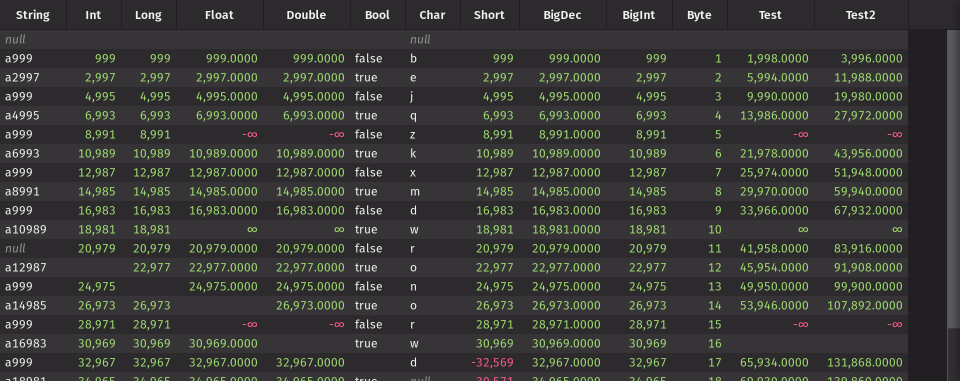 String Int Long Float Double Bool Char Short BigDec BigInt Byte Test Test2
null null
a999 999 999 999.0000 999.0000 false b 999 999.0000 999 1 1,998.0000 3,996.0000
a2997 2,997 2,997 2,997.0000 2,997.0000 true e 2,997 2,997.0000 2,997 2 5,994.0000 11,988.0000
a999 4,995 4,995 4,995.0000 4,995.0000 false j 4,995 4,995.0000 4,995 3 9,990.0000 19,980.0000
a4995 6,993 6,993 6,993.0000 6,993.0000 true q 6,993 6,993.0000 6,993 4 13,986.0000 27,972.0000
a999 8,991 8,991 -∞ -∞ false z 8,991 8,991.0000 8,991 5 -∞ -∞
a6993 10,989 10,989 10,989.0000 10,989.0000 true k 10,989 10,989.0000 10,989 6 21,978.0000 43,956.0000
a999 12,987 12,987 12,987.0000 12,987.0000 false x 12,987 12,987.0000 12,987 7 25,974.0000 51,948.0000
a8991 14,985 14,985 14,985.0000 14,985.0000 true m 14,985 14,985.0000 14,985 8 29,970.0000 59,940.0000
a999 16,983 16,983 16,983.0000 16,983.0000 false d 16,983 16,983.0000 16,983 9 33,966.0000 67,932.0000
a10989 18,981 18,981 ∞ ∞ true w 18,981 18,981.0000 18,981 10 ∞ ∞
null 20,979 20,979 20,979.0000 20,979.0000 false r 20,979 20,979.0000 20,979 11 41,958.0000 83,916.0000
a12987 22,977 22,977.0000 22,977.0000 true o 22,977 22,977.0000 22,977 12 45,954.0000 91,908.0000
a999 24,975 24,975.0000 24,975.0000 false n 24,975 24,975.0000 24,975 13 49,950.0000 99,900.0000
a14985 26,973 26,973 26,973.0000 true o 26,973 26,973.0000 26,973 14 53,946.0000 107,892.0000
a999 28,971 28,971 -∞ -∞ false r 28,971 28,971.0000 28,971 15 -∞ -∞
a16983 30,969 30,969 30,969.0000 true w 30,969 30,969.0000 30,969 16
a999 32,967 32,967 32,967.0000 32,967.0000 d -32,569 32,967.0000 32,967 17 65,934.0000 131,868.0000